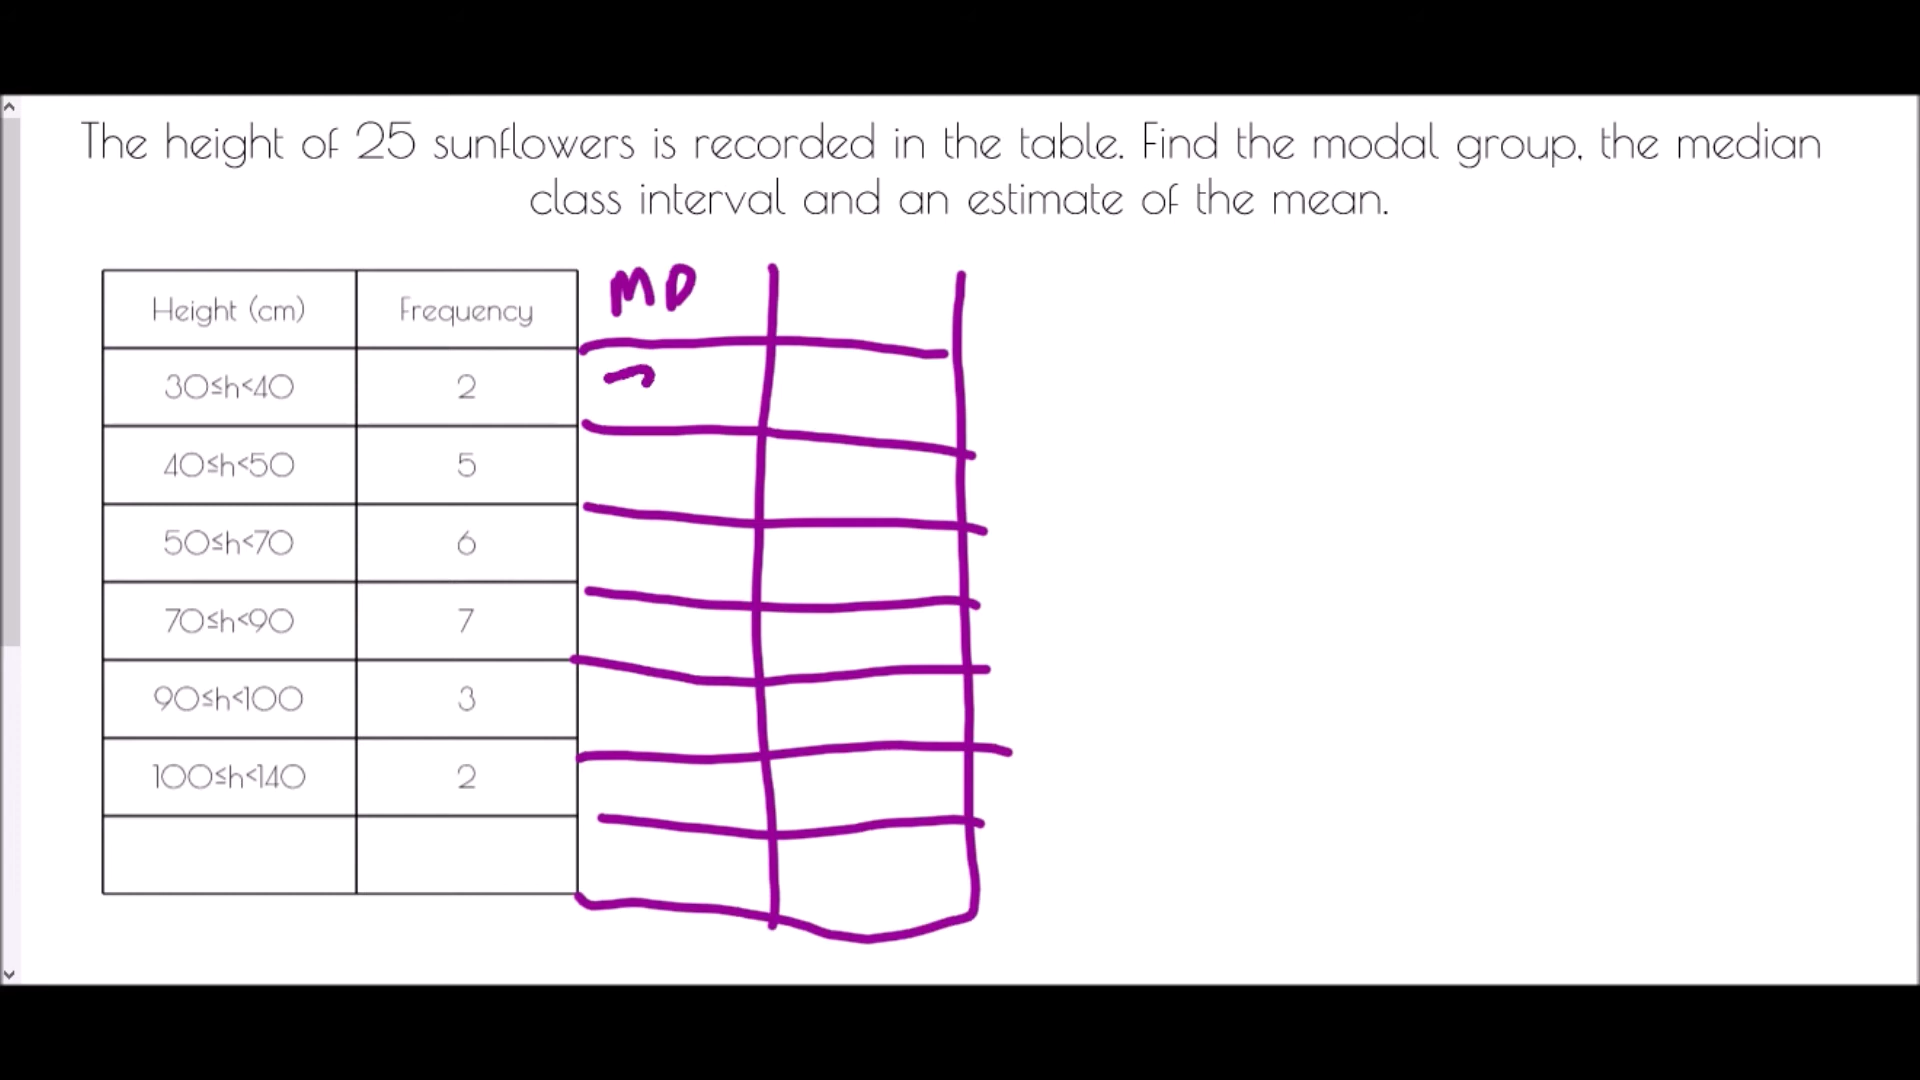 The height of 25 sunflowers is recorded in the table. Find the modal group, the median
class interval and an estimate of the mean.
Height (cm) Frequency MP
30≤h<40 2
40≤h<50 5
50≤h<70 6
70≤h<90 7
90≤h<100 3
100≤h<140 2